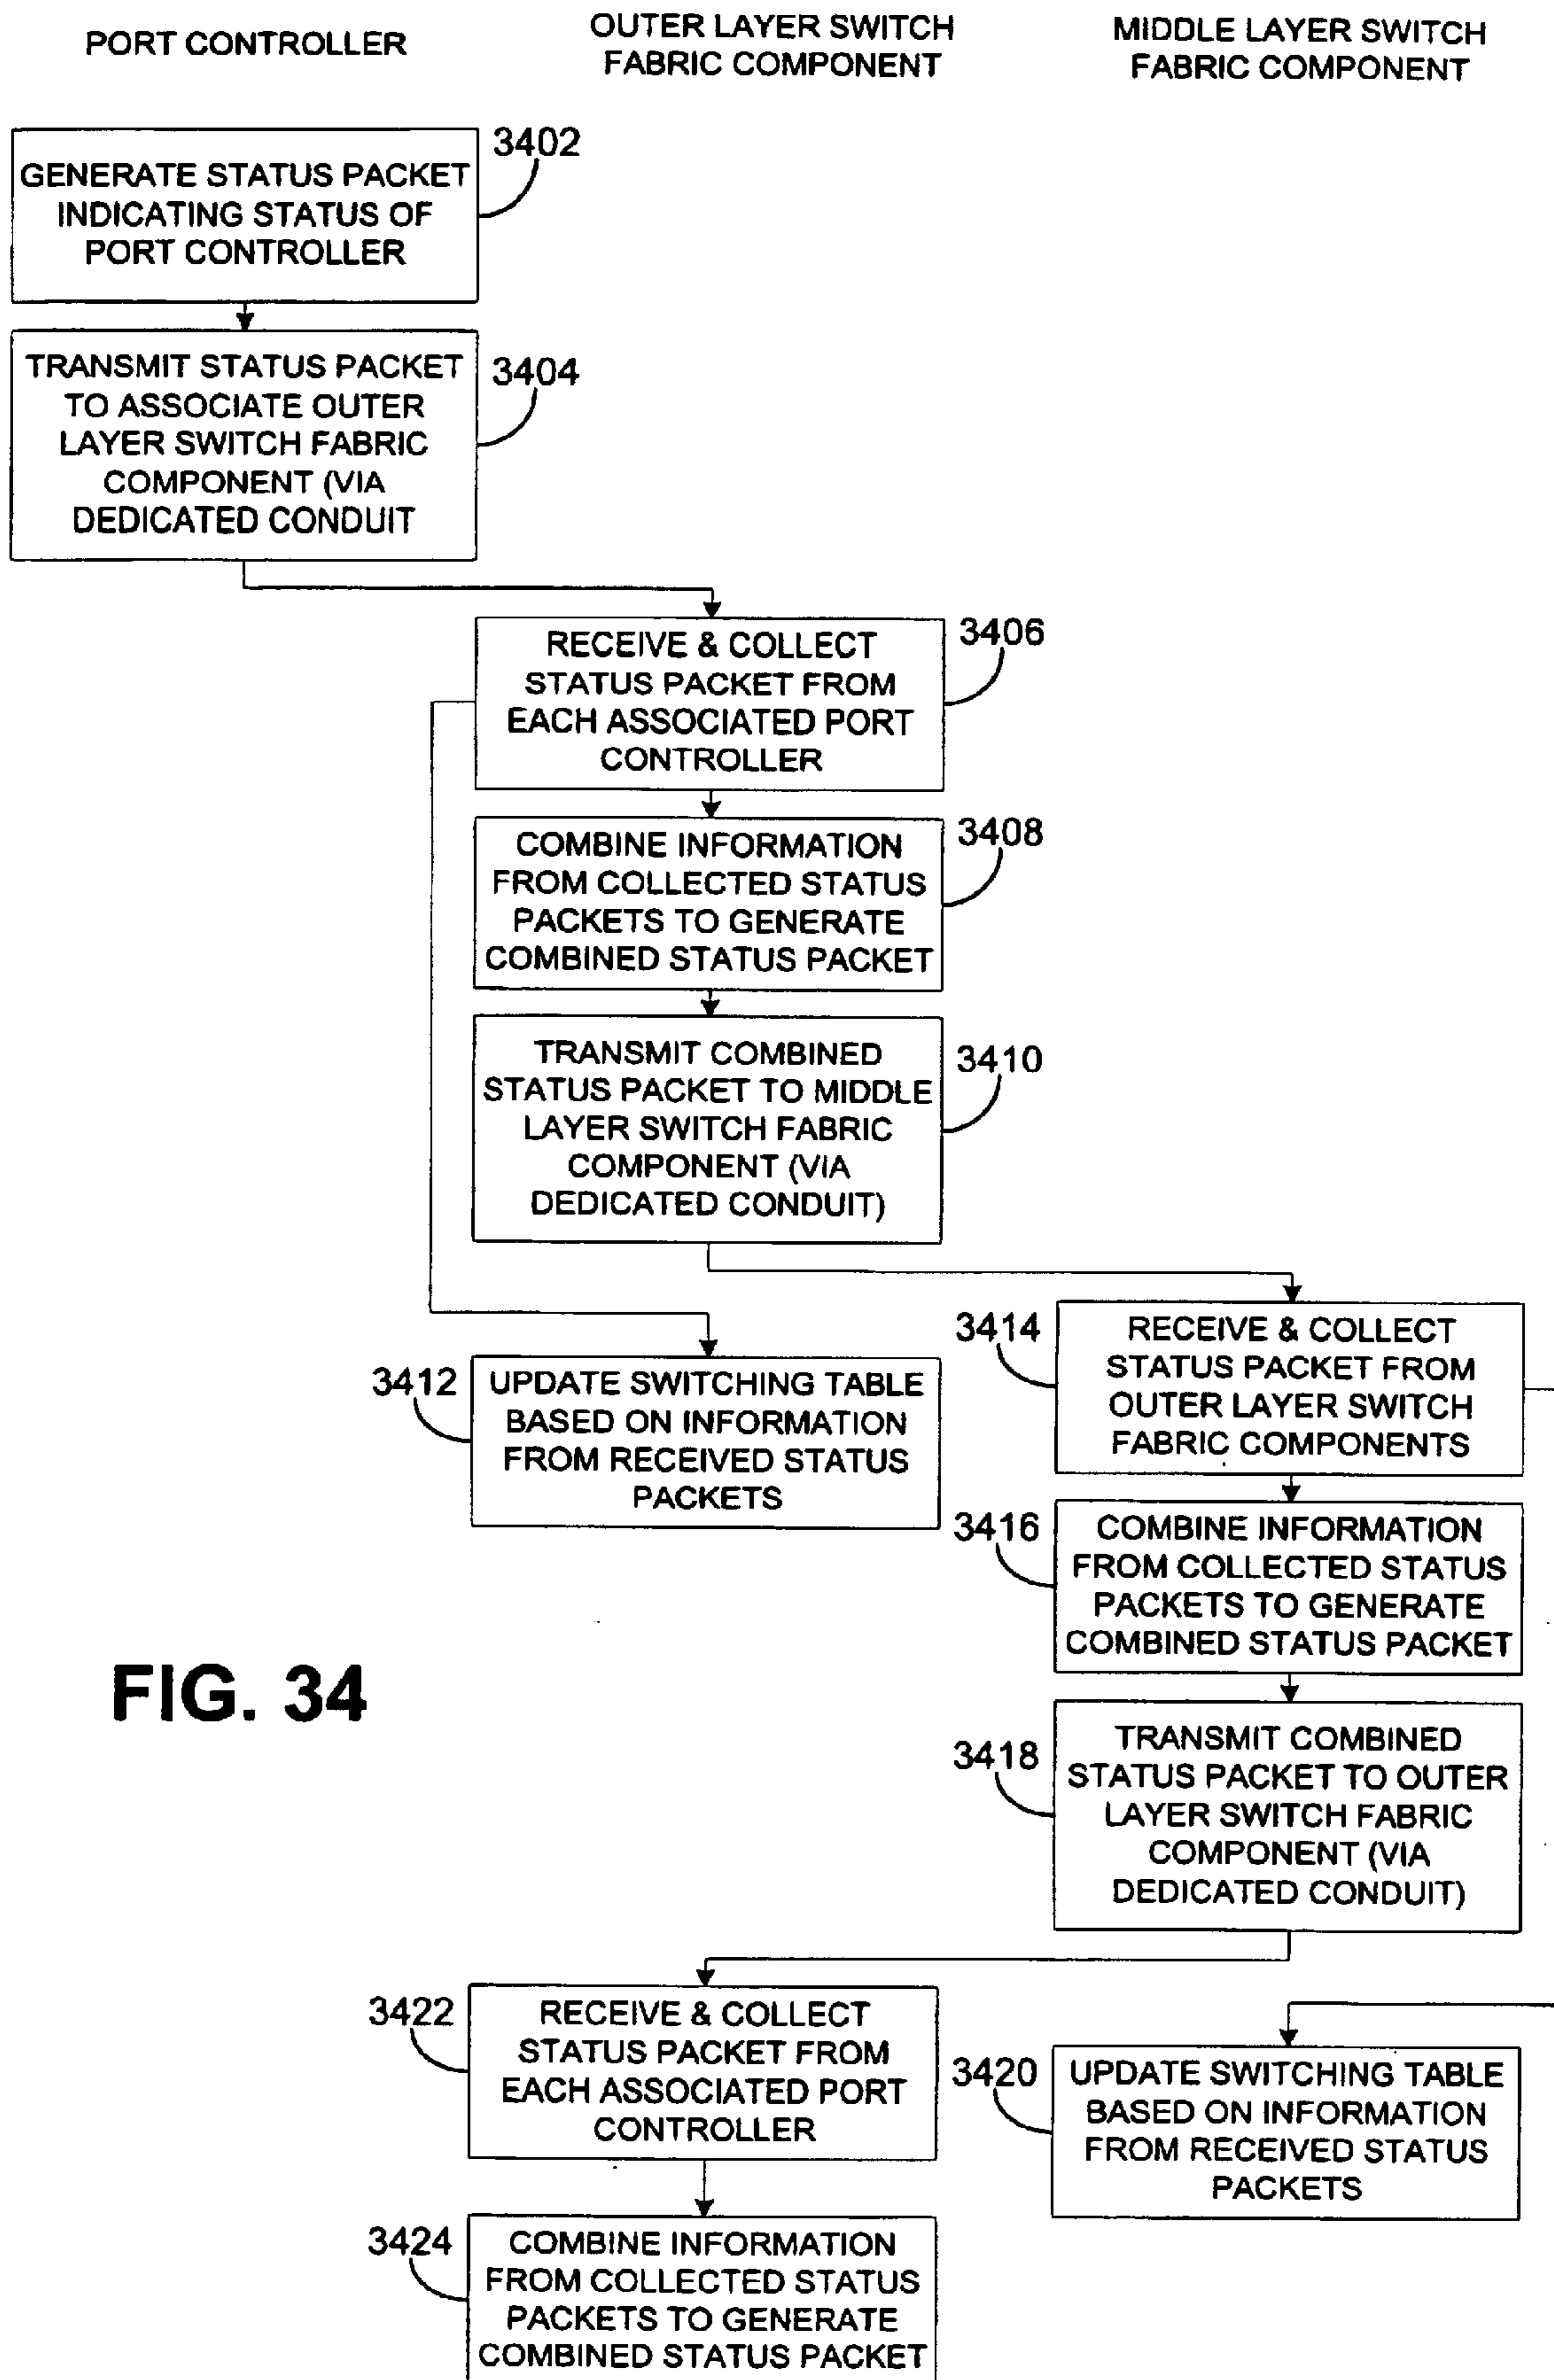 PORT CONTROLLER
OUTER LAYER SWITCH
FABRIC COMPONENT
MIDDLE LAYER SWITCH
FABRIC COMPONENT
GENERATE STATUS PACKET
INDICATING STATUS OF
PORT CONTROLLER
3402
TRANSMIT STATUS PACKET
TO ASSOCIATE OUTER
LAYER SWITCH FABRIC
COMPONENT (VIA
DEDICATED CONDUIT
3404
RECEIVE & COLLECT
STATUS PACKET FROM
EACH ASSOCIATED PORT
CONTROLLER
3406
COMBINE INFORMATION
FROM COLLECTED STATUS
PACKETS TO GENERATE
COMBINED STATUS PACKET
3408
TRANSMIT COMBINED
STATUS PACKET TO MIDDLE
LAYER SWITCH FABRIC
COMPONENT (VIA
DEDICATED CONDUIT)
3410
3412
UPDATE SWITCHING TABLE
BASED ON INFORMATION
FROM RECEIVED STATUS
PACKETS
3414
RECEIVE & COLLECT
STATUS PACKET FROM
OUTER LAYER SWITCH
FABRIC COMPONENTS
3416
COMBINE INFORMATION
FROM COLLECTED STATUS
PACKETS TO GENERATE
COMBINED STATUS PACKET
FIG. 34
3418
TRANSMIT COMBINED
STATUS PACKET TO OUTER
LAYER SWITCH FABRIC
COMPONENT (VIA
DEDICATED CONDUIT)
3422
RECEIVE & COLLECT
STATUS PACKET FROM
EACH ASSOCIATED PORT
CONTROLLER
3420
UPDATE SWITCHING TABLE
BASED ON INFORMATION
FROM RECEIVED STATUS
PACKETS
3424
COMBINE INFORMATION
FROM COLLECTED STATUS
PACKETS TO GENERATE
COMBINED STATUS PACKET